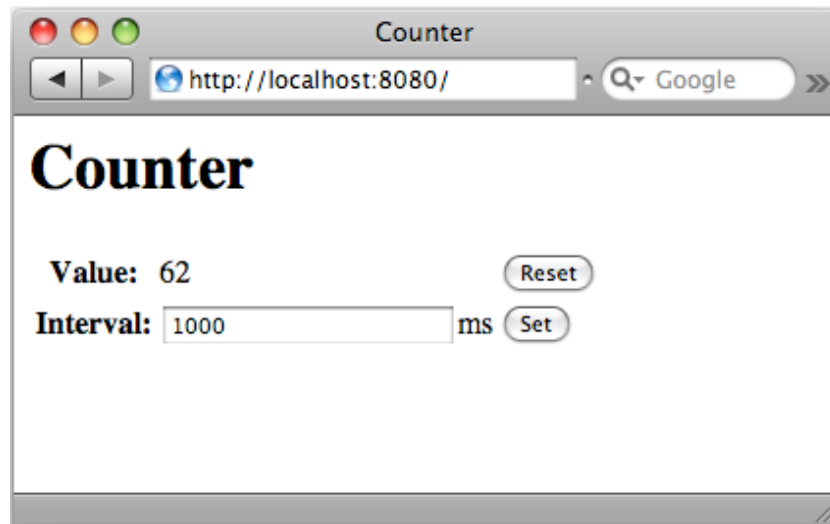 Counter
http://localhost:8080/ Google
Counter
Value: 62 Reset
Interval: 1000 ms Set